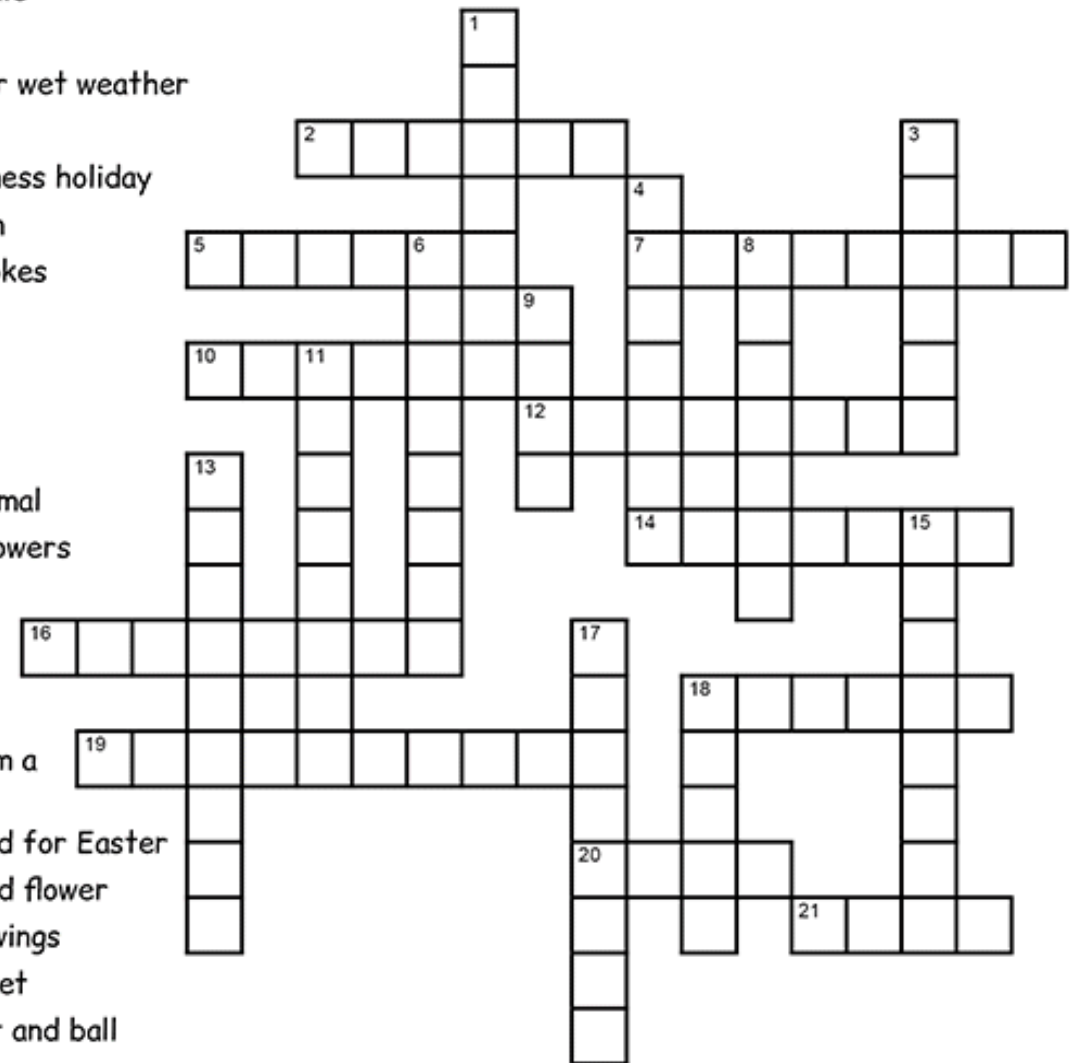 1
r wet weather
2 3
ness holiday
4
n
5 6 7 8
kes
9
10 11
12
13
mal
14 15
owers
16 17
18
19
m a
d for Easter
20
d flower
21
wings
et
r and ball